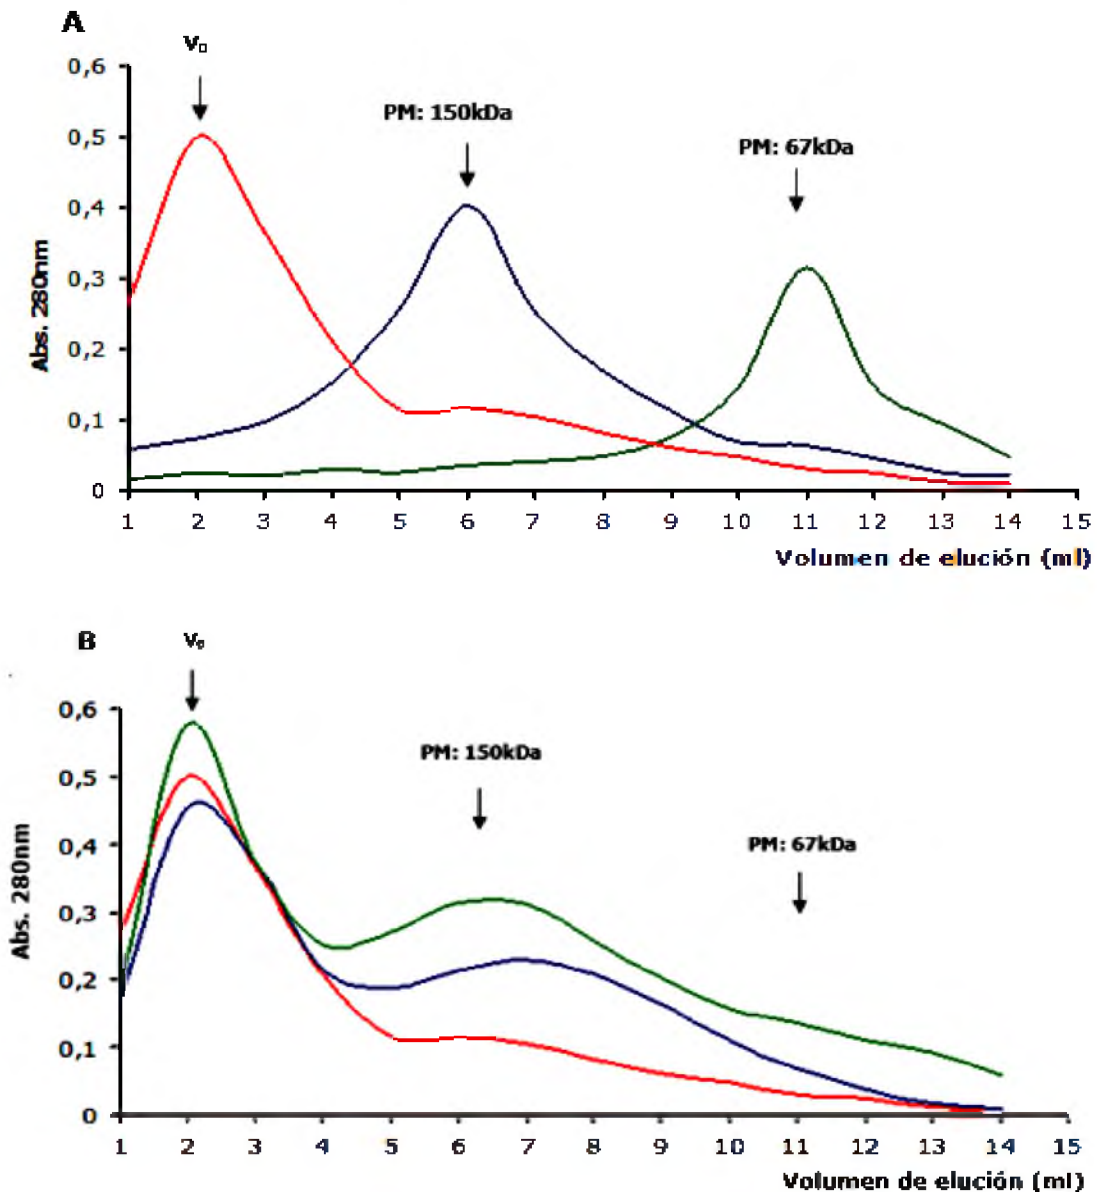 A
V₀
PM: 150kDa
PM: 67kDa
Abs. 280nm
0,6
0,5
0,4
0,3
0,2
0,1
0
1 2 3 4 5 6 7 8 9 10 11 12 13 14 15
Volumen de elución (ml)
B
V₀
PM: 150kDa
PM: 67kDa
Abs. 280nm
0,6
0,5
0,4
0,3
0,2
0,1
0
1 2 3 4 5 6 7 8 9 10 11 12 13 14 15
Volumen de elución (ml)